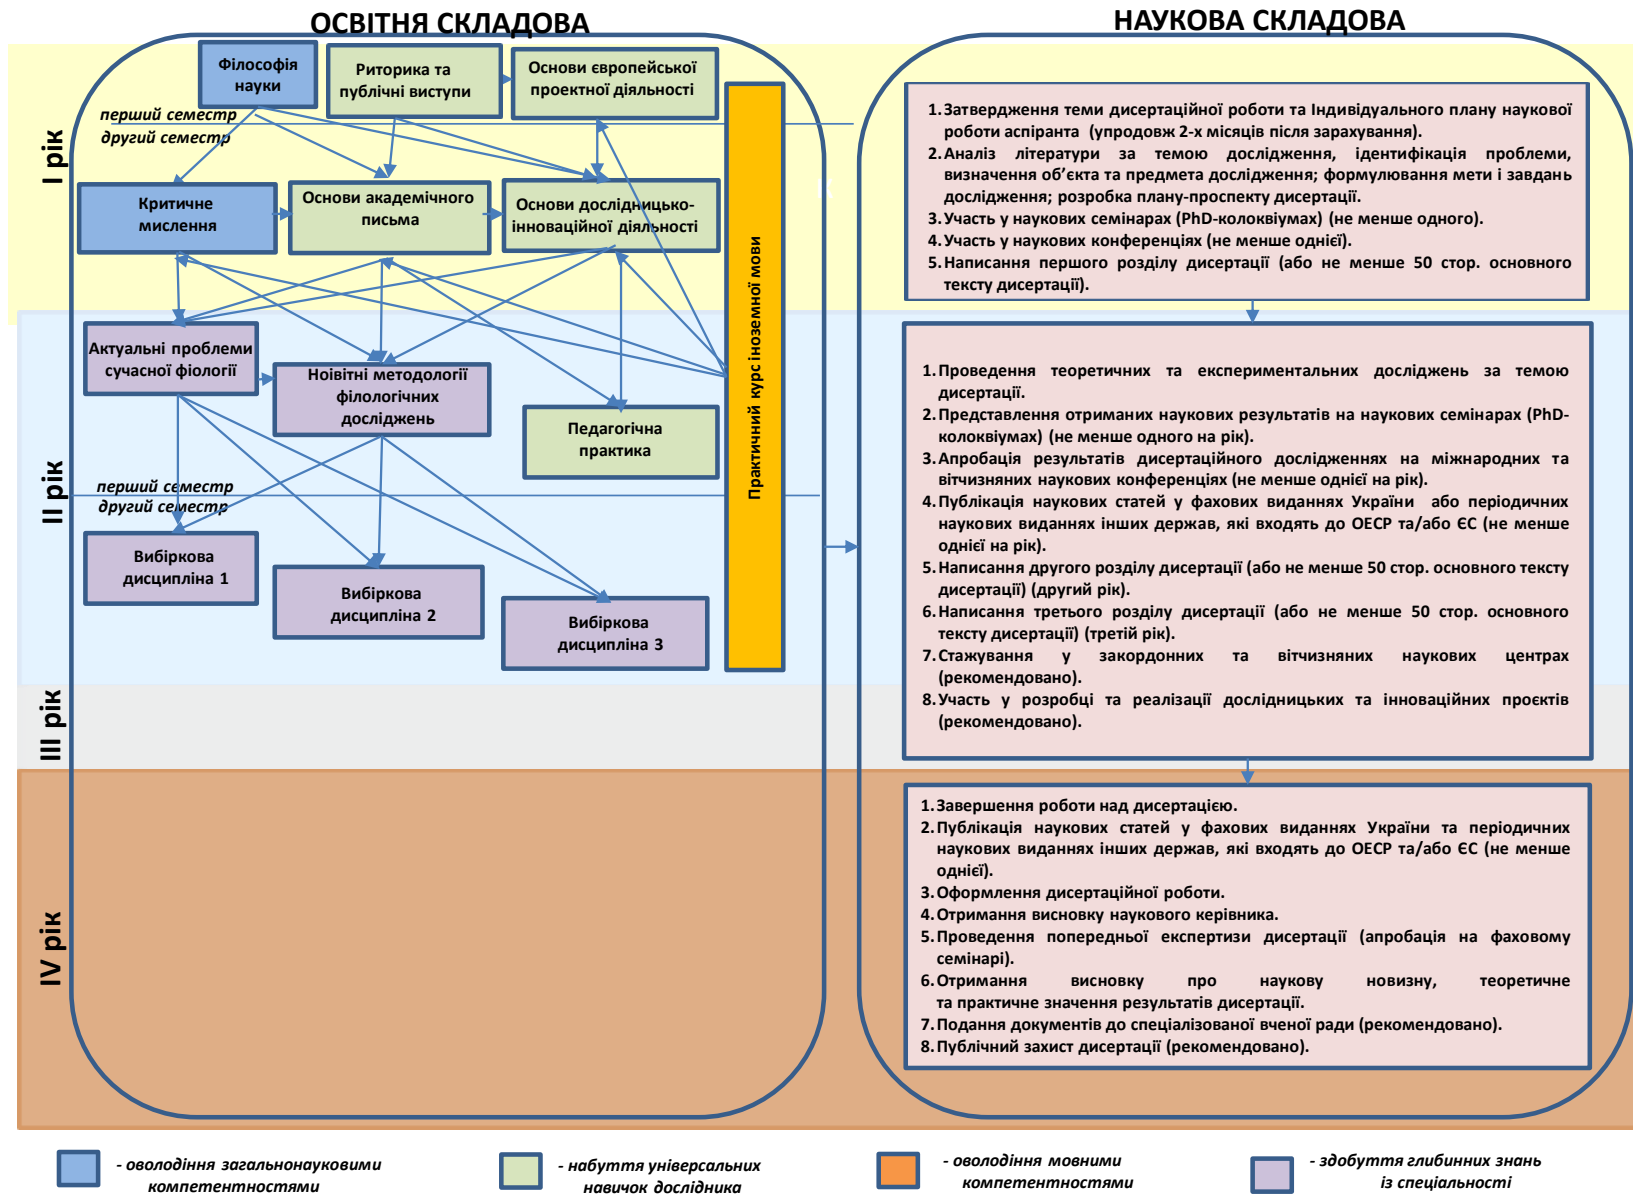 ОСВІТНЯ СКЛАДОВА
НАУКОВА СКЛАДОВА
І рік
Філософія
науки
Риторика та
публічні виступи
Основи європейської
проектної діяльності
перший семестр
другий семестр
Критичне
мислення
Основи академічного
письма
Основи дослідницько-
інноваційної діяльності
Практичний курс іноземної мови
ІІ рік
Актуальні проблеми
сучасної фіології
Ноівітні методології
філологічних
досліджень
Педагогічна
практика
перший семестр
другий семестр
Вибіркова
дисципліна 1
Вибіркова
дисципліна 2
Вибіркова
дисципліна 3
ІІІ рік
IV рік
1. Затвердження теми дисертаційної роботи та Індивідуального плану наукової
роботи аспіранта (упродовж 2-х місяців після зарахування).
2. Аналіз літератури за темою дослідження, ідентифікація проблеми,
визначення об’єкта та предмета дослідження; формулювання мети і завдань
дослідження; розробка плану-проспекту дисертації.
3. Участь у наукових семінарах (PhD-колоквіумах) (не менше одного).
4. Участь у наукових конференціях (не менше однієї).
5. Написання першого розділу дисертації (або не менше 50 стор. основного
тексту дисертації).
1. Проведення теоретичних та експериментальних досліджень за темою
дисертації.
2. Представлення отриманих наукових результатів на наукових семінарах (PhD-
колоквіумах) (не менше одного на рік).
3. Апробація результатів дисертаційного дослідженнях на міжнародних та
вітчизняних наукових конференціях (не менше однієї на рік).
4. Публікація наукових статей у фахових виданнях України або періодичних
наукових виданнях інших держав, які входять до ОЕСР та/або ЄС (не менше
однієї на рік).
5. Написання другого розділу дисертації (або не менше 50 стор. основного тексту
дисертації) (другий рік).
6. Написання третього розділу дисертації (або не менше 50 стор. основного
тексту дисертації) (третій рік).
7. Стажування у закордонних та вітчизняних наукових центрах
(рекомендовано).
8. Участь у розробці та реалізації дослідницьких та інноваційних проєктів
(рекомендовано).
1. Завершення роботи над дисертацією.
2. Публікація наукових статей у фахових виданнях України та періодичних
наукових виданнях інших держав, які входять до ОЕСР та/або ЄС (не менше
однієї).
3. Оформлення дисертаційної роботи.
4. Отримання висновку наукового керівника.
5. Проведення попередньої експертизи дисертації (апробація на фаховому
семінарі).
6. Отримання висновку про наукову новизну, теоретичне
та практичне значення результатів дисертації.
7. Подання документів до спеціалізованої вченої ради (рекомендовано).
8. Публічний захист дисертації (рекомендовано).
- оволодіння загальнонауковими
компетентностями
- набуття універсальних
навичок дослідника
- оволодіння мовними
компетентностями
- здобуття глибинних знань
із спеціальності